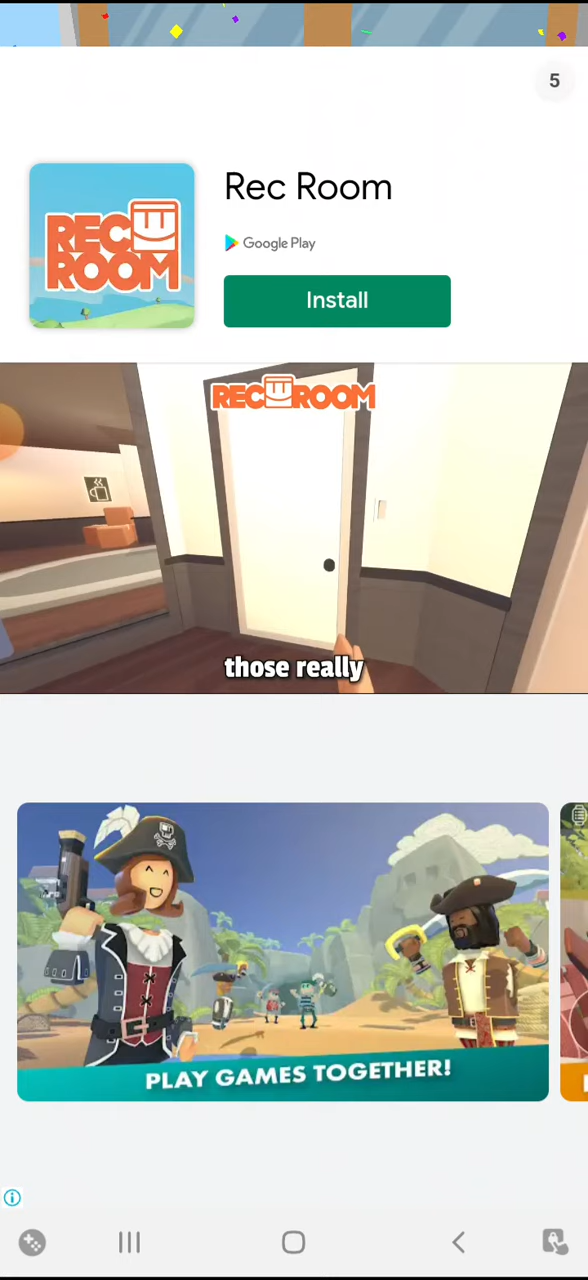 5
Rec Room
REC
ROOM
Google Play
Install
REC ROOM
those really
PLAY GAMES TOGETHER!